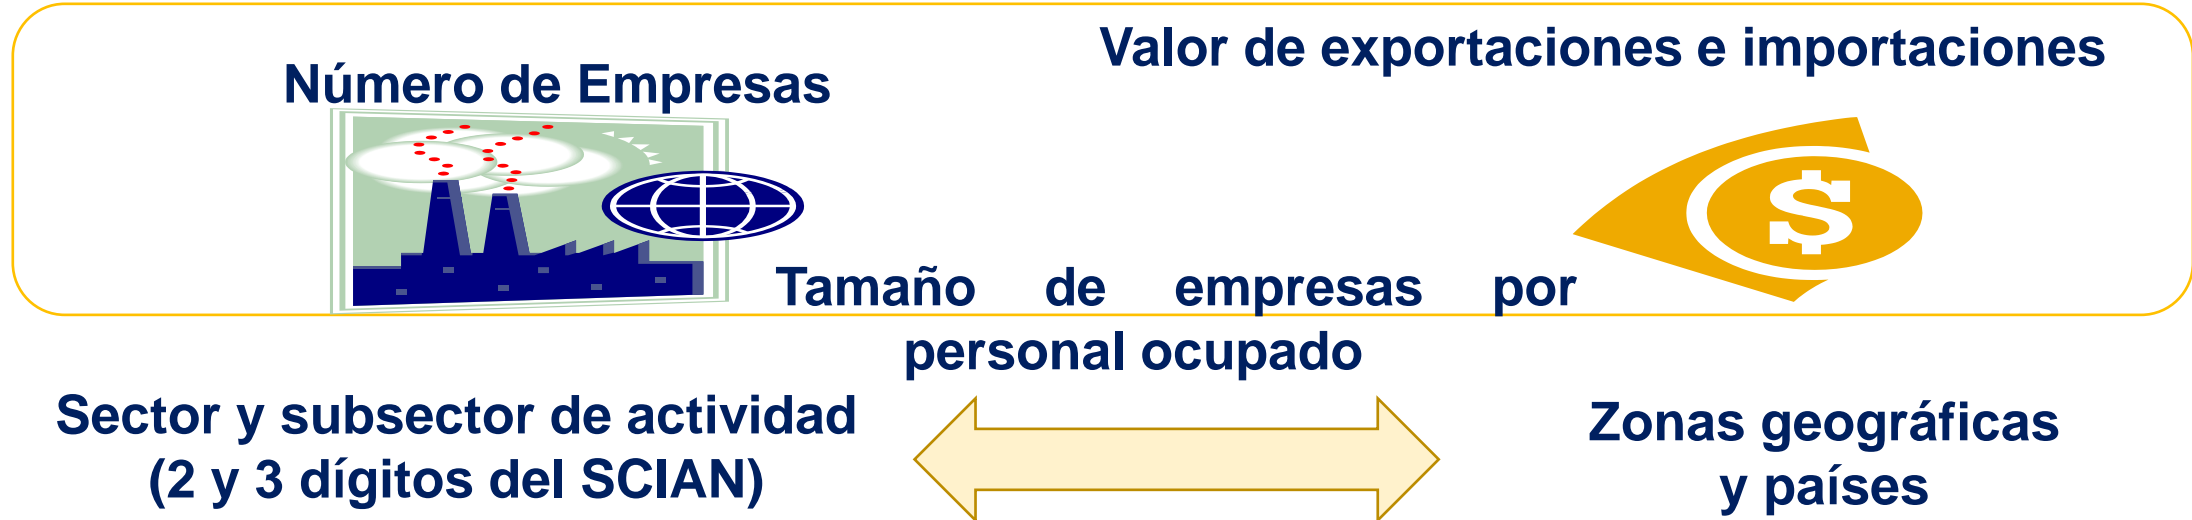 Número de Empresas
Valor de exportaciones e importaciones
$
Tamaño de empresas por
personal ocupado
Sector y subsector de actividad
(2 y 3 dígitos del SCIAN)
Zonas geográficas
y países